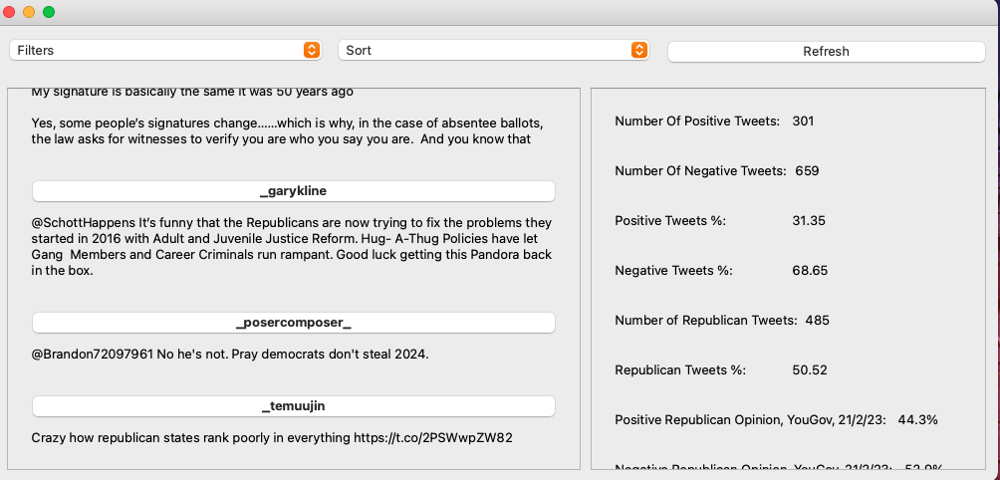 Filters
Sort
Refresh
My signature is basically the same it was 50 years ago
Yes, some people’s signatures change......which is why, in the case of absentee ballots,
the law asks for witnesses to verify you are who you say you are.  And you know that
_garykline
@SchottHappens It’s funny that the Republicans are now trying to fix the problems they
started in 2016 with Adult and Juvenile Justice Reform. Hug- A-Thug Policies have let
Gang  Members and Career Criminals run rampant. Good luck getting this Pandora back
in the box.
_posercomposer_
@Brandon72097961 No he's not. Pray democrats don't steal 2024.
_temuujin
Crazy how republican states rank poorly in everything https://t.co/2PSWwpZW82
Number Of Positive Tweets: 301
Number Of Negative Tweets: 659
Positive Tweets %: 31.35
Negative Tweets %: 68.65
Number of Republican Tweets: 485
Republican Tweets %: 50.52
Positive Republican Opinion, YouGov, 21/2/23: 44.3%
Negative Republican Opinion, YouGov, 21/2/23: 52.9%